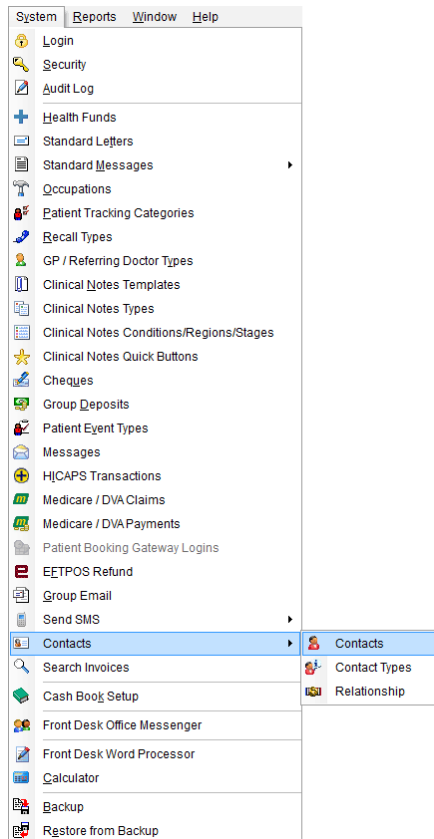 System Reports Window Help
Login
Security
Audit Log
Health Funds
Standard Letters
Standard Messages
Occupations
Patient Tracking Categories
Recall Types
GP / Referring Doctor Types
Clinical Notes Templates
Clinical Notes Types
Clinical Notes Conditions/Regions/Stages
Clinical Notes Quick Buttons
Cheques
Group Deposits
Patient Event Types
Messages
HICAPS Transactions
Medicare / DVA Claims
Medicare / DVA Payments
Patient Booking Gateway Logins
EFTPOS Refund
Group Email
Send SMS
Contacts Contacts
Search Invoices Contact Types
Cash Book Setup Relationship
Front Desk Office Messenger
Front Desk Word Processor
Calculator
Backup
Restore from Backup